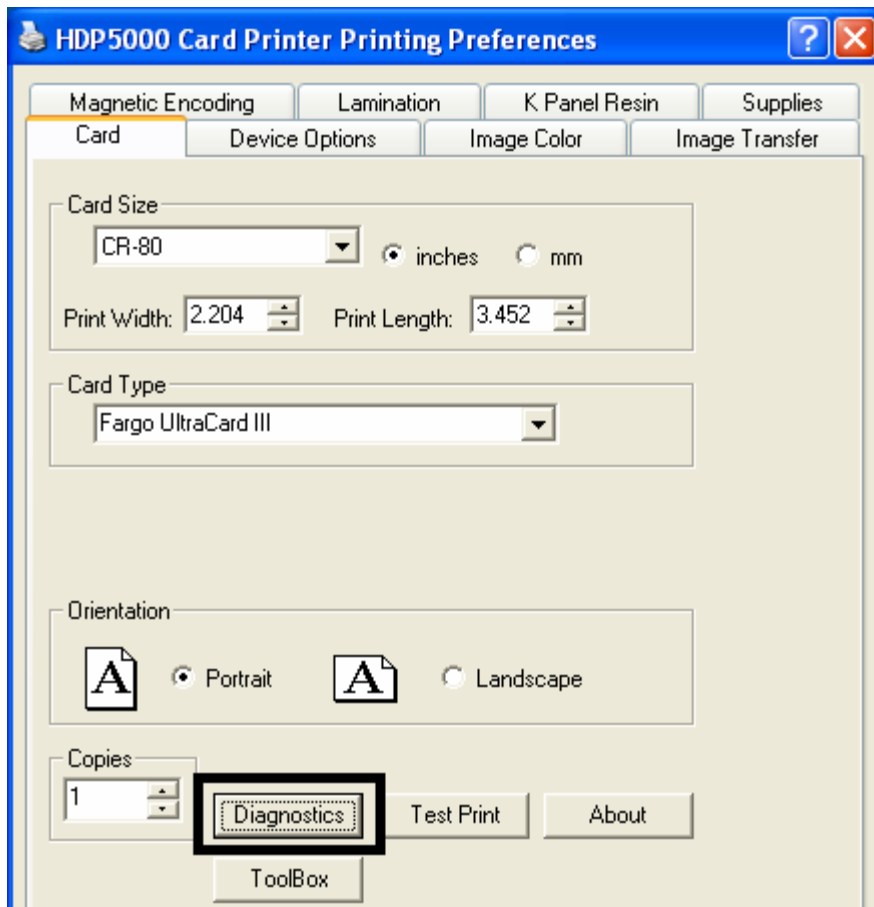 HDP5000 Card Printer Printing Preferences
Magnetic Encoding Lamination K Panel Resin Supplies
Card Device Options Image Color Image Transfer
Card Size
CR-80 inches mm
Print Width: 2.204 Print Length: 3.452
Card Type
Fargo UltraCard III
Orientation
A Portrait A Landscape
Copies
1 Diagnostics Test Print About
ToolBox